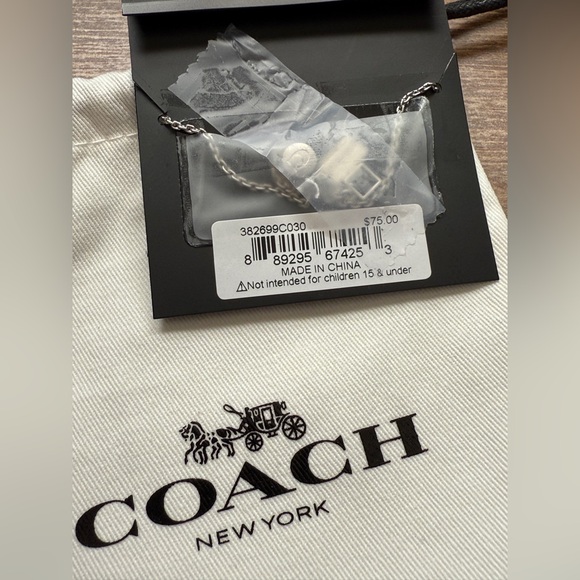 382699C030 $75.00
8 89295 67425 3
MADE IN CHINA
⚠Not intended for children 15 & under
COACH
NEW YORK